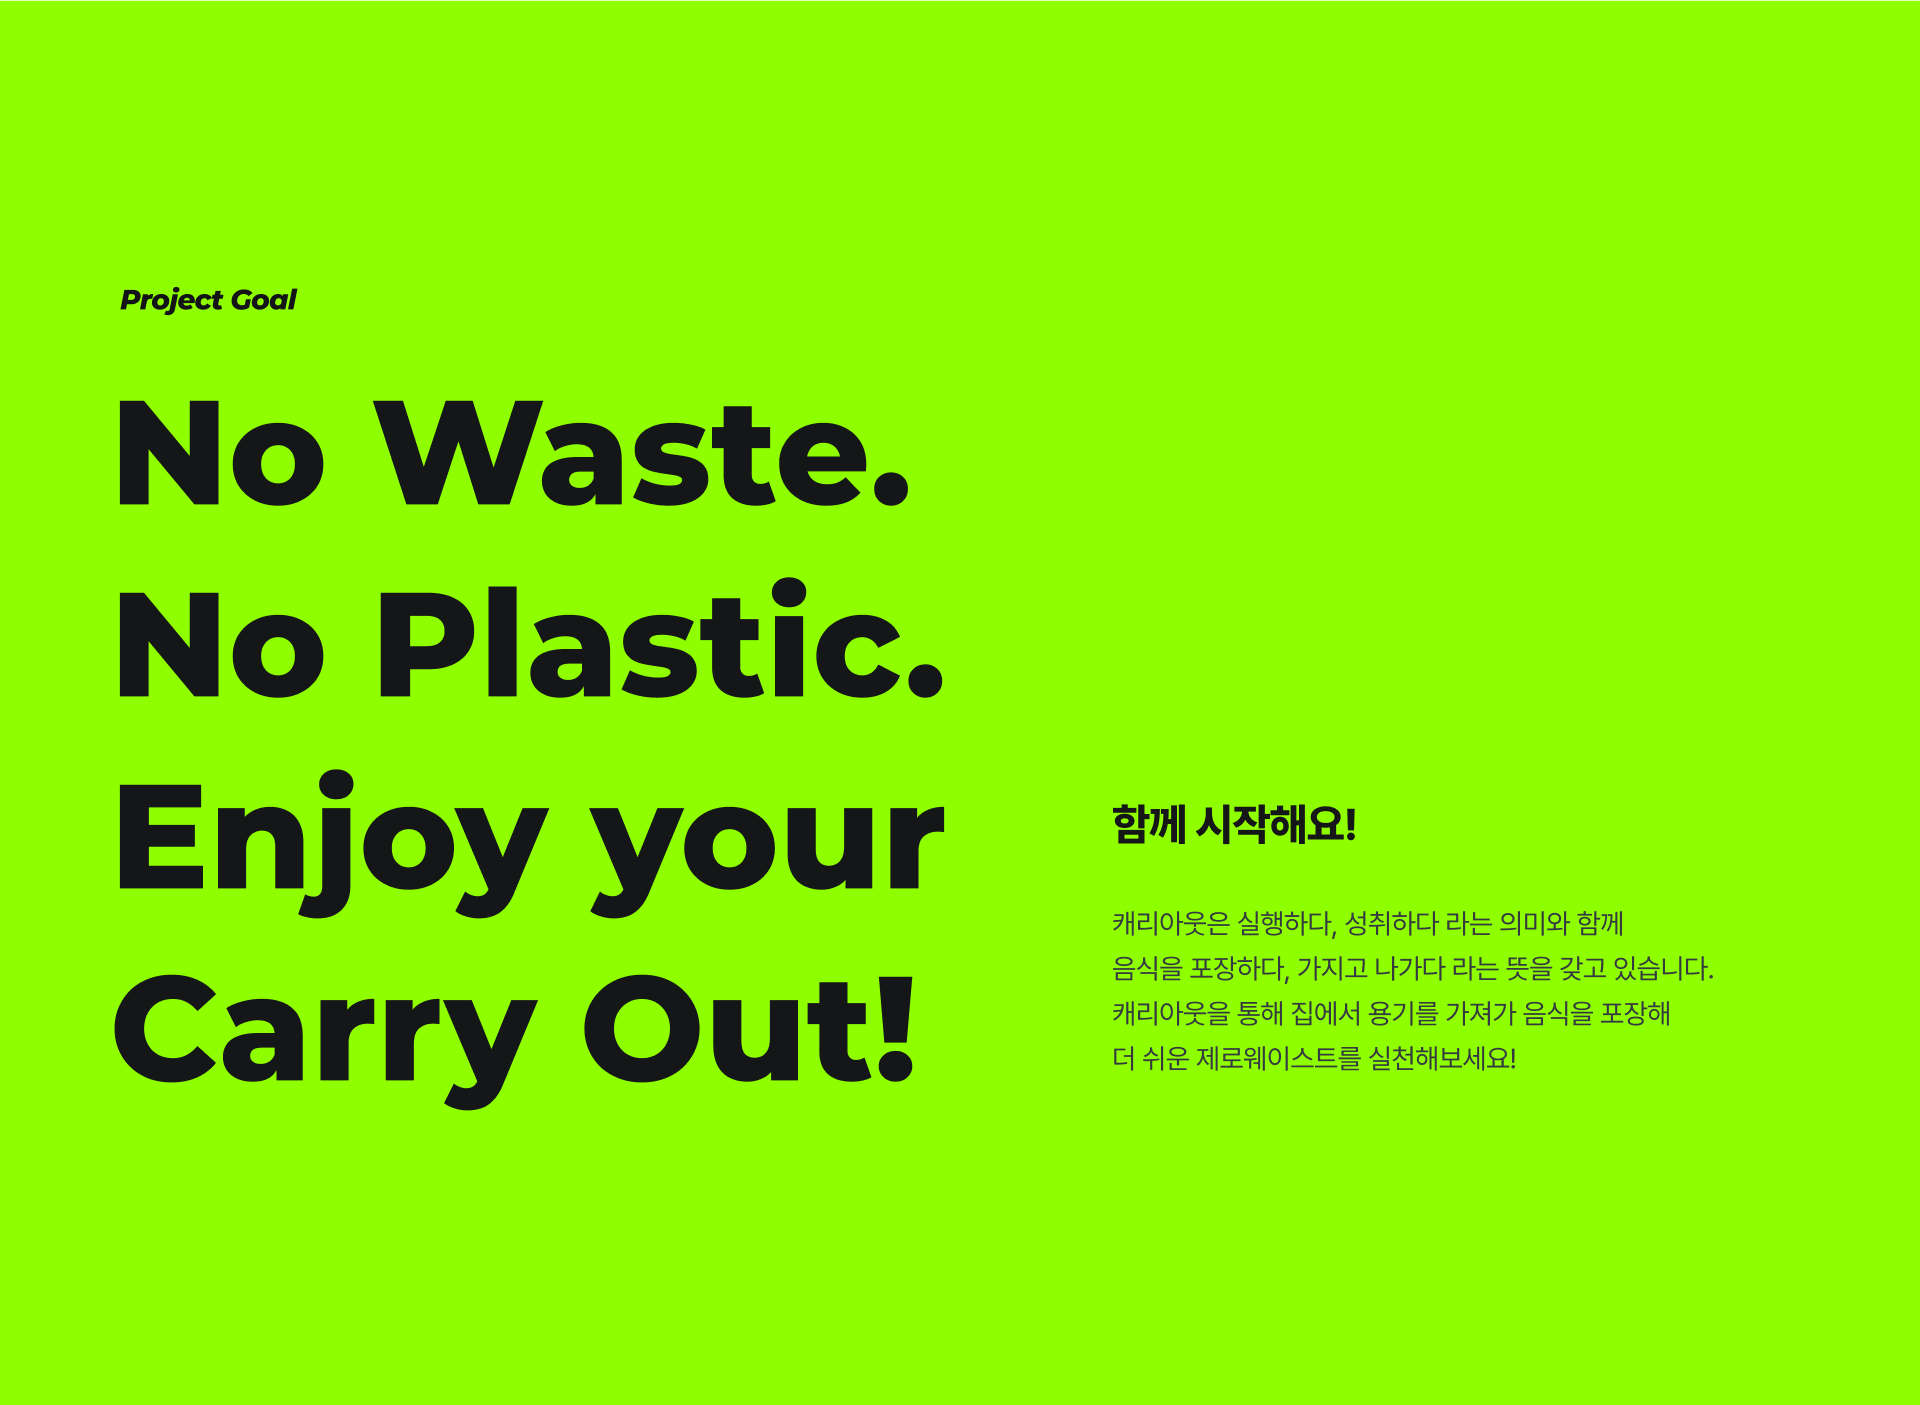 Project Goal
No Waste.
No Plastic.
Enjoy your
Carry Out!
함께 시작해요!
캐리아웃은 실행하다, 성취하다 라는 의미와 함께
음식을 포장하다, 가지고 나가다 라는 뜻을 갖고 있습니다.
캐리아웃을 통해 집에서 용기를 가져가 음식을 포장해
더 쉬운 제로웨이스트를 실천해보세요!